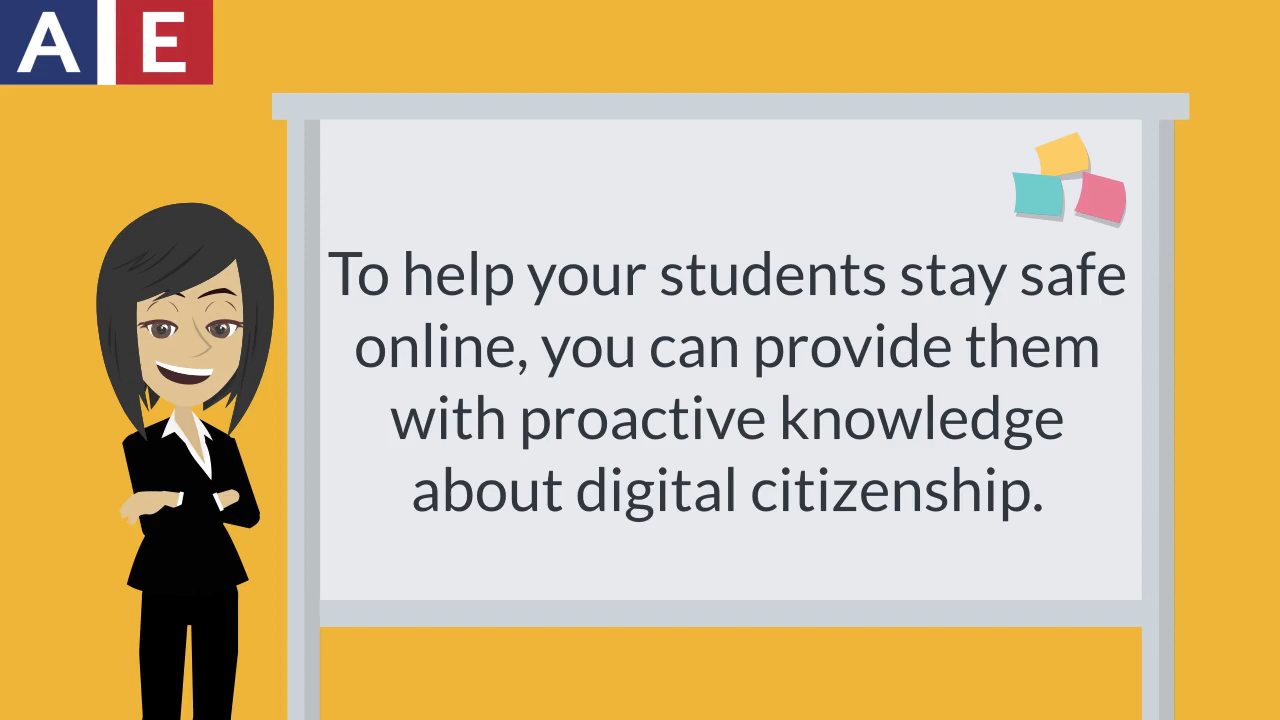 A E
To help your students stay safe
online, you can provide them
with proactive knowledge
about digital citizenship.